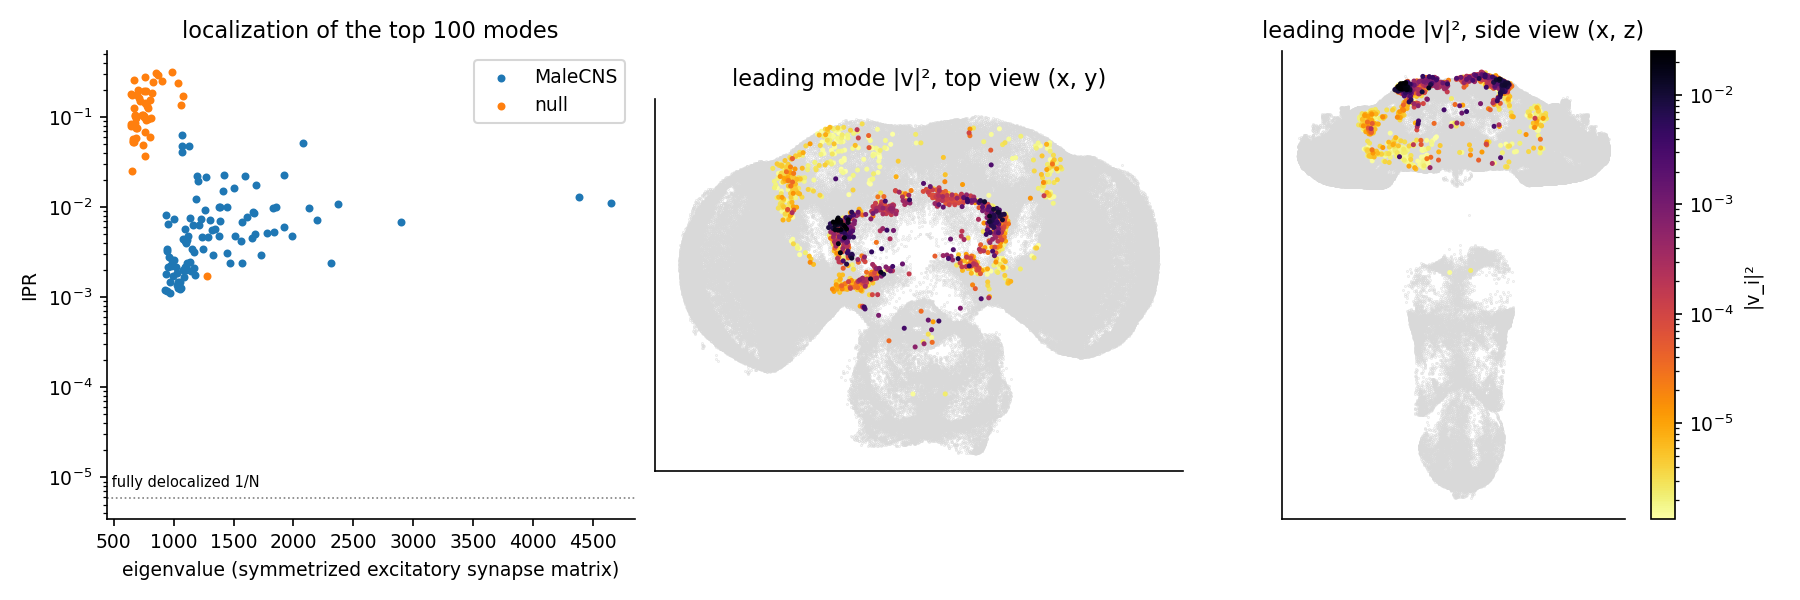 localization of the top 100 modes
MaleCNS
null
10⁻¹
10⁻²
10⁻³
10⁻⁴
10⁻⁵
IPR
fully delocalized 1/N
500 1000 1500 2000 2500 3000 3500 4000 4500
eigenvalue (symmetrized excitatory synapse matrix)
leading mode |v|², top view (x, y)
leading mode |v|², side view (x, z)
10⁻²
10⁻³
10⁻⁴
10⁻⁵
|v_i|²